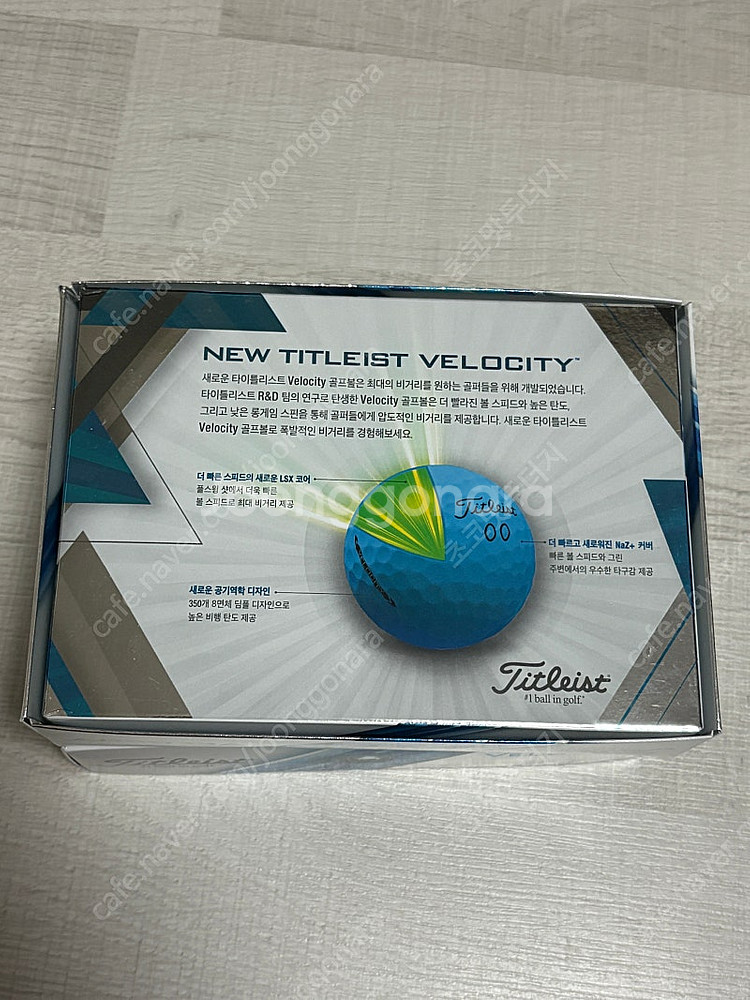 NEW TITLEIST VELOCITY™
새로운 타이틀리스트 Velocity 골프볼은 최대의 비거리를 원하는 골퍼들을 위해 개발되었습니다.
타이틀리스트 R&D 팀의 연구로 탄생한 Velocity 골프볼은 더 빨라진 볼 스피드와 높은 탄도,
그리고 낮은 롱게임 스핀을 통해 골퍼들에게 압도적인 비거리를 제공합니다. 새로운 타이틀리스트
Velocity 골프볼로 폭발적인 비거리를 경험해보세요.
더 빠른 스피드의 새로운 LSX 코어
풀스윙 샷에서 더욱 빠른
볼 스피드로 최대 비거리 제공
Titleist
00
더 빠르고 새로워진 NaZ+ 커버
빠른 볼 스피드와 그린
주변에서의 우수한 타구감 제공
새로운 공기역학 디자인
350개 8면체 딤플 디자인으로
높은 비행 탄도 제공
Titleist
#1 ball in golf.®
Titleist
joonggonara
cafe.naver.com/joonggonara
초코맛두더지